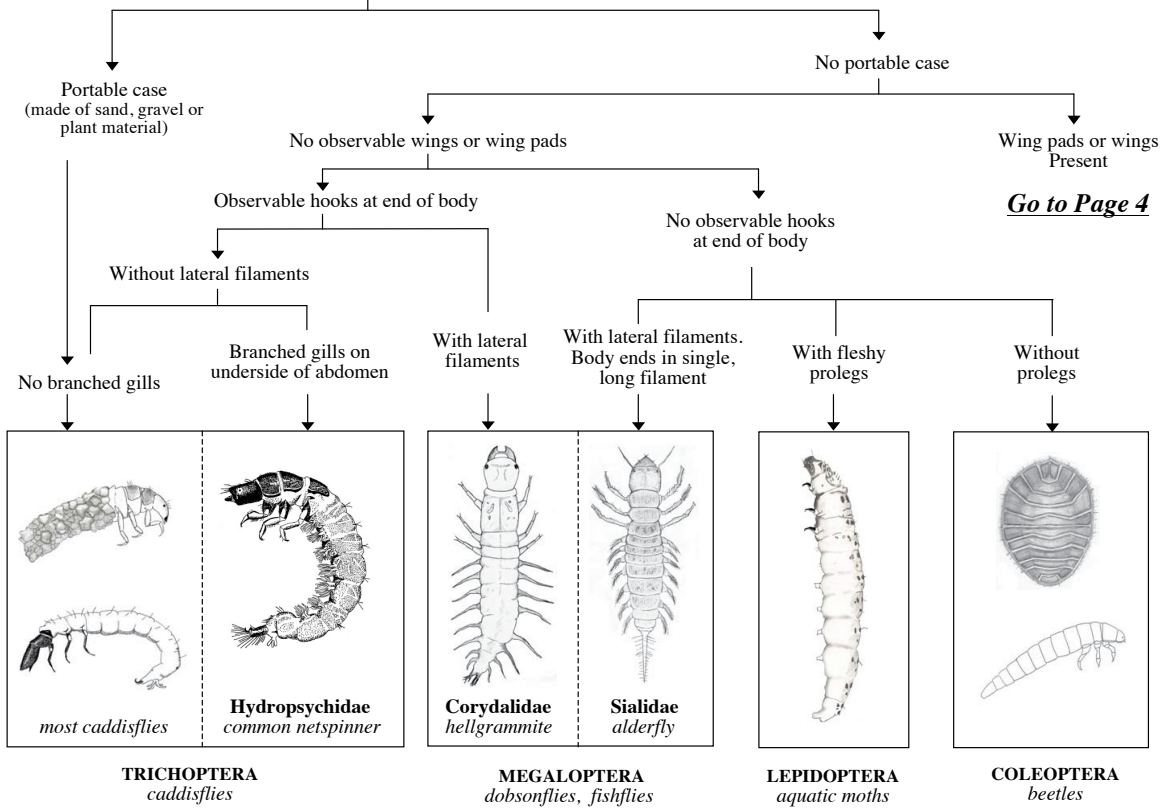 No portable case
Portable case
(made of sand, gravel or
plant material)
No observable wings or wing pads
Wing pads or wings
Present
Go to Page 4
Observable hooks at end of body
No observable hooks
at end of body
Without lateral filaments
With lateral
filaments
With lateral filaments.
Body ends in single,
long filament
With fleshy
prolegs
Without
prolegs
No branched gills
Branched gills on
underside of abdomen
most caddisflies
Hydropsychidae
common netspinner
Corydalidae
hellgrammite
Sialidae
alderfly
TRICHOPTERA
caddisflies
MEGALOPTERA
dobsonflies, fishflies
LEPIDOPTERA
aquatic moths
COLEOPTERA
beetles